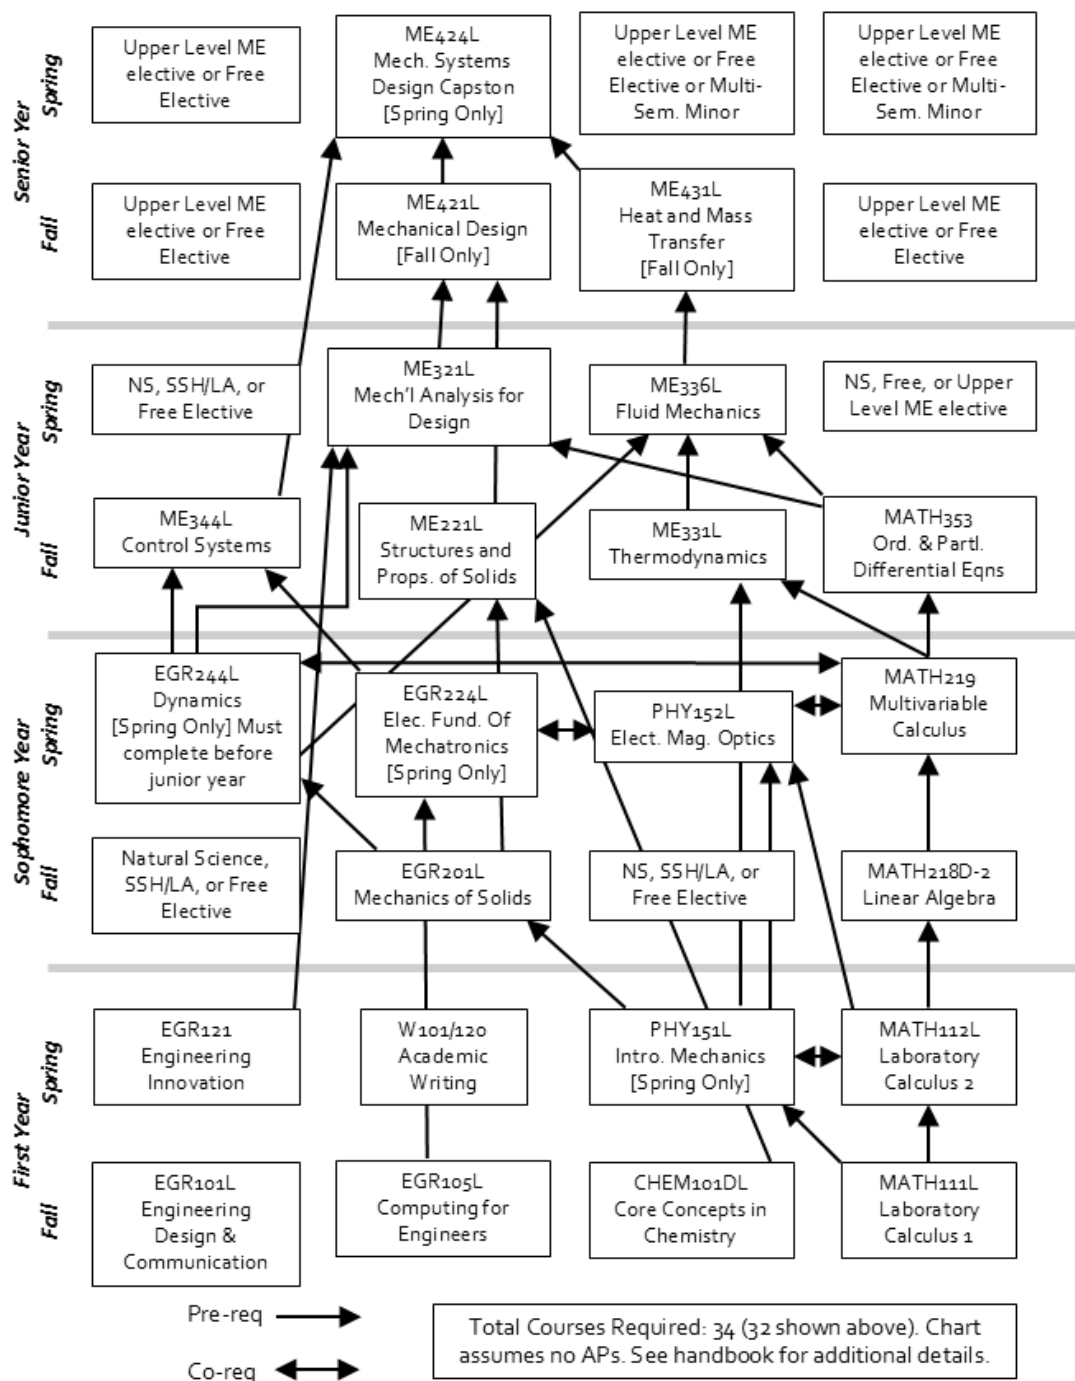 Senior Yer
Spring
Upper Level ME
elective or Free
Elective
ME424L
Mech. Systems
Design Capston
[Spring Only]
Upper Level ME
elective or Free
Elective or Multi-
Sem. Minor
Upper Level ME
elective or Free
Elective or Multi-
Sem. Minor
Fall
Upper Level ME
elective or Free
Elective
ME421L
Mechanical Design
[Fall Only]
ME431L
Heat and Mass
Transfer
[Fall Only]
Upper Level ME
elective or Free
Elective
Junior Year
Spring
NS, SSH/LA, or
Free Elective
ME321L
Mech'l Analysis for
Design
ME336L
Fluid Mechanics
NS, Free, or Upper
Level ME elective
Fall
ME344L
Control Systems
ME221L
Structures and
Props. of Solids
ME331L
Thermodynamics
MATH353
Ord. & Partl.
Differential Eqns
Sophomore Year
Spring
EGR244L
Dynamics
[Spring Only] Must
complete before
junior year
EGR224L
Elec. Fund. Of
Mechatronics
[Spring Only]
PHY152L
Elect. Mag. Optics
MATH219
Multivariable
Calculus
Fall
Natural Science,
SSH/LA, or Free
Elective
EGR201L
Mechanics of Solids
NS, SSH/LA, or
Free Elective
MATH218D-2
Linear Algebra
First Year
Spring
EGR121
Engineering
Innovation
W101/120
Academic
Writing
PHY151L
Intro. Mechanics
[Spring Only]
MATH112L
Laboratory
Calculus 2
Fall
EGR101L
Engineering
Design &
Communication
EGR105L
Computing for
Engineers
CHEM101DL
Core Concepts in
Chemistry
MATH111L
Laboratory
Calculus 1
Pre-req
Co-req
Total Courses Required: 34 (32 shown above). Chart
assumes no APs. See handbook for additional details.